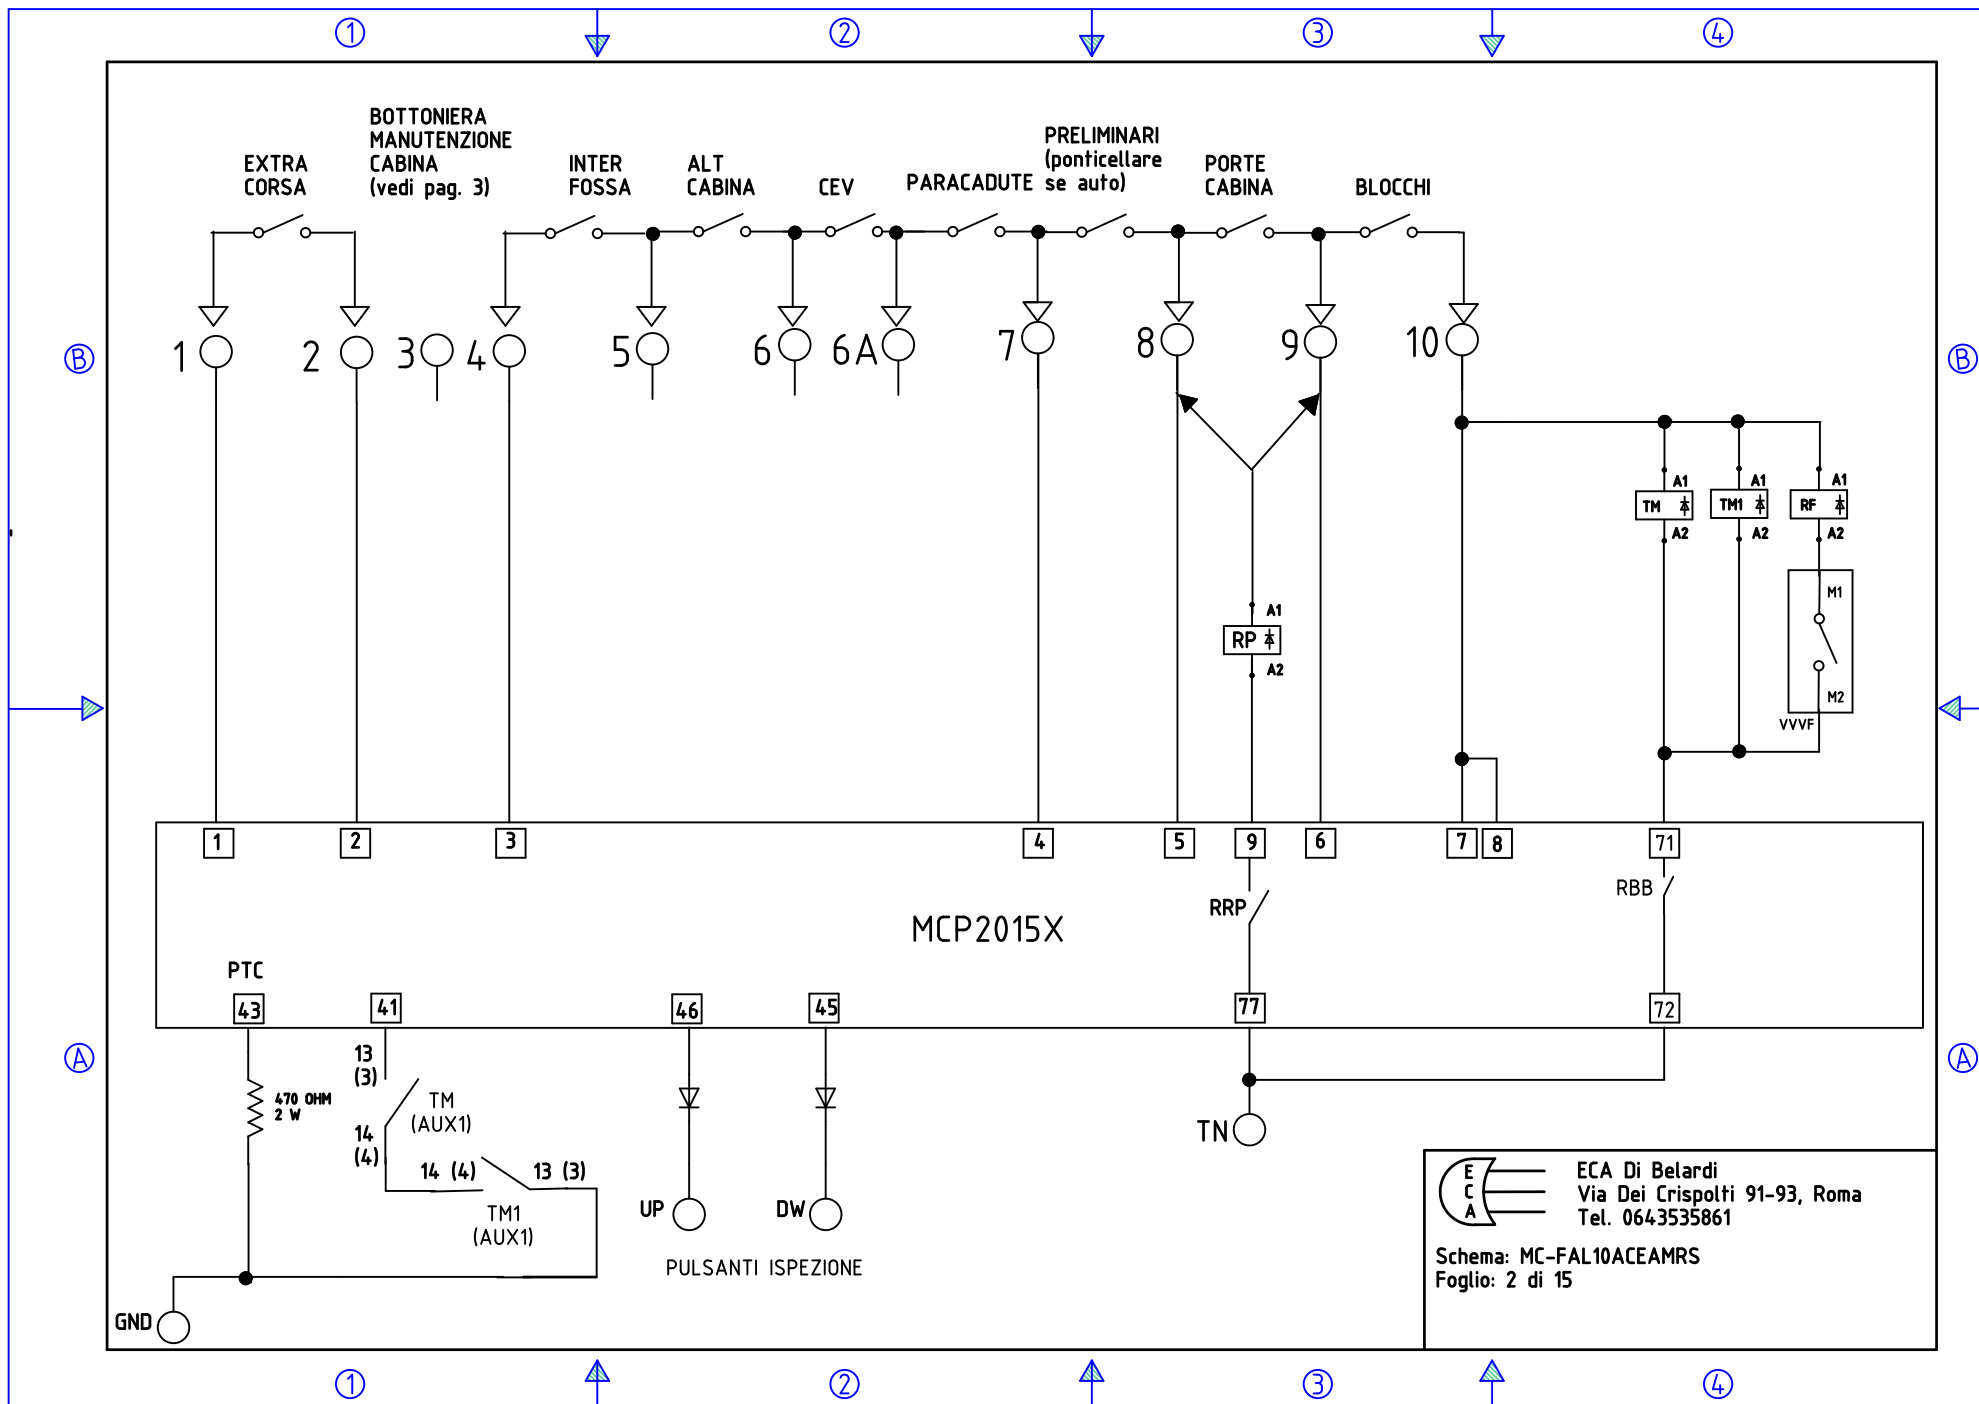 1 2 3 4
BOTTONIERA
MANUTENZIONE
CABINA
(vedi pag. 3)
EXTRA
CORSA
INTER
FOSSA
ALT
CABINA
CEV
PARACADUTE
PRELIMINARI
(ponticellare
se auto)
PORTE
CABINA
BLOCCHI
B 1 2 3 4 5 6 6A 7 8 9 10 B
A1 A1 A1
TM TM1 RF
A2 A2 A2
M1
A1
RP
A2
M2
VVVF
1 2 3 4 5 9 6 7 8 71
RBB
RRP
MCP2015X
PTC
43 41 46 45 77 72
A A
13
(3)
470 OHM
2 W
TM
(AUX1)
14
(4)
14 (4) 13 (3)
TM1
(AUX1)
UP DW
TN
PULSANTI ISPEZIONE
GND
E
C
A
ECA Di Belardi
Via Dei Crispolti 91-93, Roma
Tel. 0643535861
Schema: MC-FAL10ACEAMRS
Foglio: 2 di 15
1 2 3 4